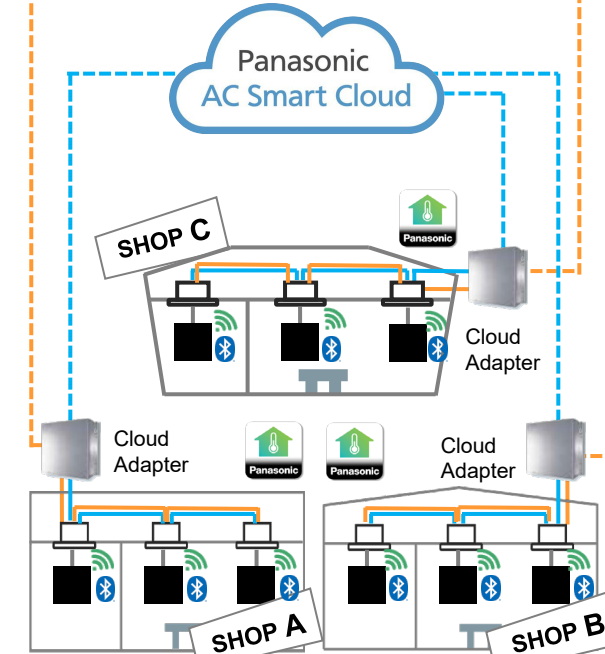 Panasonic
AC Smart Cloud
SHOP C
Panasonic
Cloud
Adapter
Cloud
Adapter
Panasonic
Panasonic
Cloud
Adapter
SHOP A
SHOP B